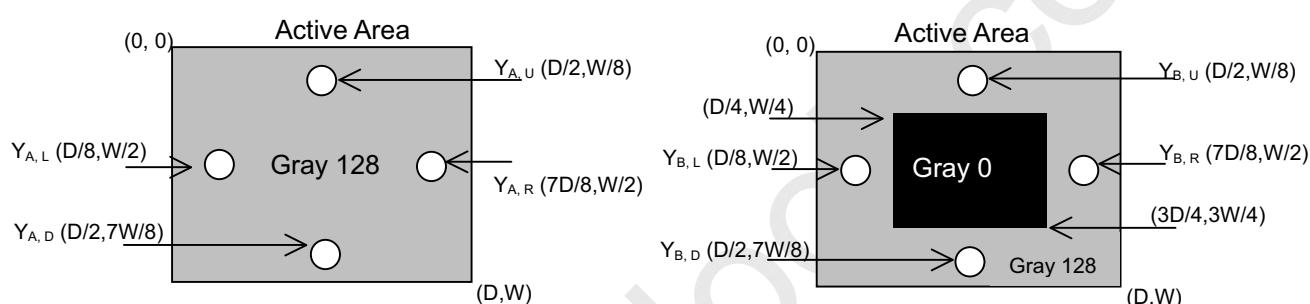 Active Area
(0, 0)
Y_A, U (D/2,W/8)
Y_A, L (D/8,W/2)
Gray 128
Y_A, R (7D/8,W/2)
Y_A, D (D/2,7W/8)
(D,W)
Active Area
(0, 0)
Y_B, U (D/2,W/8)
(D/4,W/4)
Y_B, L (D/8,W/2)
Gray 0
Y_B, R (7D/8,W/2)
(3D/4,3W/4)
Y_B, D (D/2,7W/8)
Gray 128
(D,W)